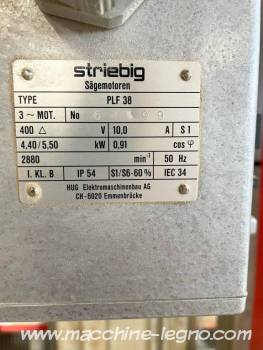 striebig
Sägemotoren
TYPE PLF 38
3 ~ MOT. No
400 △ V 10,0 A S 1
4,40/5,50 kW 0,91 cos φ
2880 min⁻¹ 50 Hz
I. KL. B IP 54 S1/S6-60 % IEC 34
HUG Elektromaschinenbau AG
CH-6020 Emmenbrücke
www.macchine-legno.com